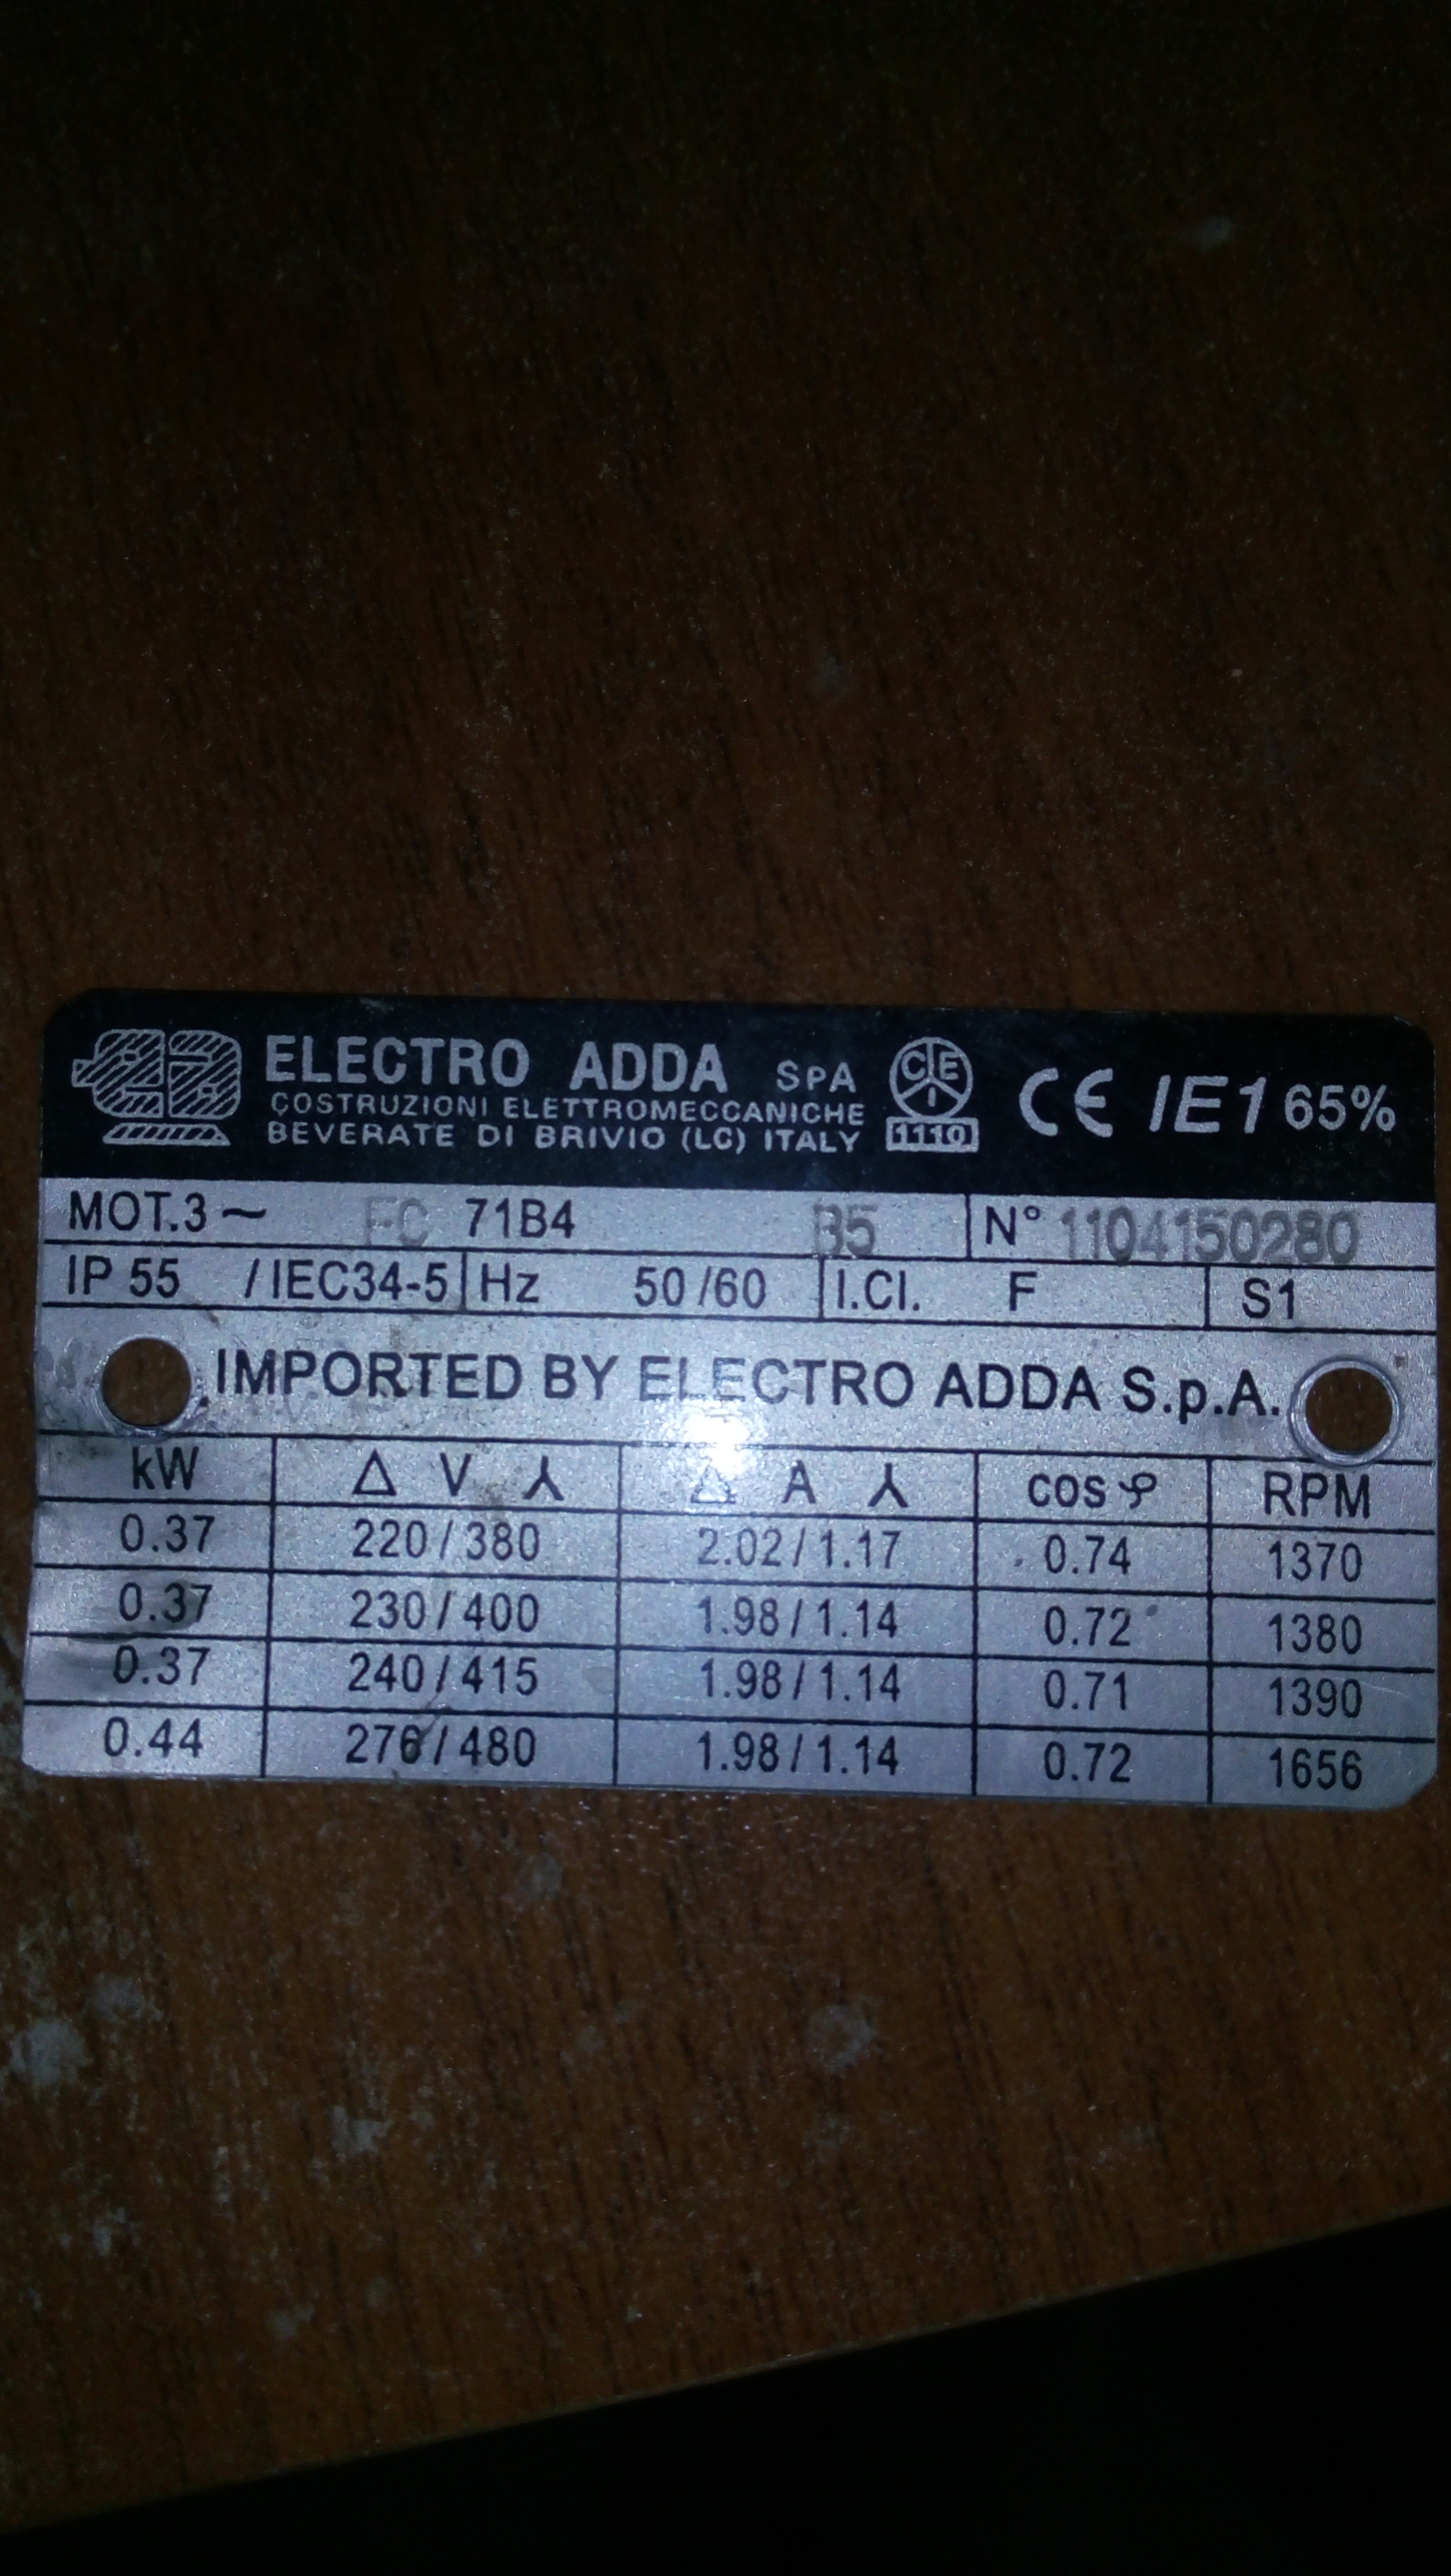 ELECTRO ADDA SPA
COSTRUZIONI ELETTROMECCANICHE
BEVERATE DI BRIVIO (LC) ITALY
CEI
1110
CE IE1 65%
MOT.3 ~ FC 71B4 B5 N° 1104150280
IP 55 / IEC34-5 Hz 50/60 I.Cl. F S1
IMPORTED BY ELECTRO ADDA S.p.A.
kW Δ V Y Δ A Y cos φ RPM
0.37 220/380 2.02/1.17 0.74 1370
0.37 230/400 1.98/1.14 0.72 1380
0.37 240/415 1.98/1.14 0.71 1390
0.44 276/480 1.98/1.14 0.72 1656